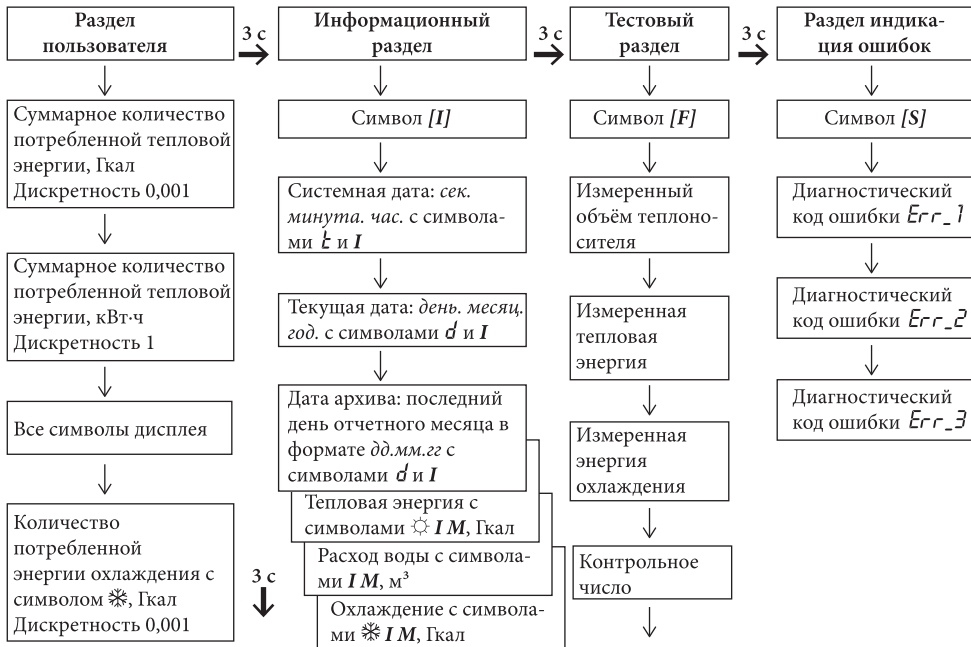 Раздел
пользователя
Суммарное количество
потребленной тепловой
энергии, Гкал
Дискретность 0,001
Суммарное количество
потребленной тепловой
энергии, кВт·ч
Дискретность 1
Все символы дисплея
Количество
потребленной
энергии охлаждения с
символом ❄, Гкал
Дискретность 0,001
3 с
Информационный
раздел
Символ [I]
Системная дата: сек.
минута. час. с символа-
ми t и I
Текущая дата: день. месяц.
год. с символами d и I
Дата архива: последний
день отчетного месяца в
формате дд.мм.гг с
символами d и I
Тепловая энергия с
символами ☼ I M, Гкал
Расход воды с символа-
ми I M, м³
Охлаждение с символа-
ми ❄ I M, Гкал
3 с
3 с
Тестовый
раздел
Символ [F]
Измеренный
объём теплоно-
сителя
Измеренная
тепловая
энергия
Измеренная
энергия
охлаждения
Контрольное
число
3 с
Раздел индика-
ция ошибок
Символ [S]
Диагностический
код ошибки Err_1
Диагностический
код ошибки Err_2
Диагностический
код ошибки Err_3